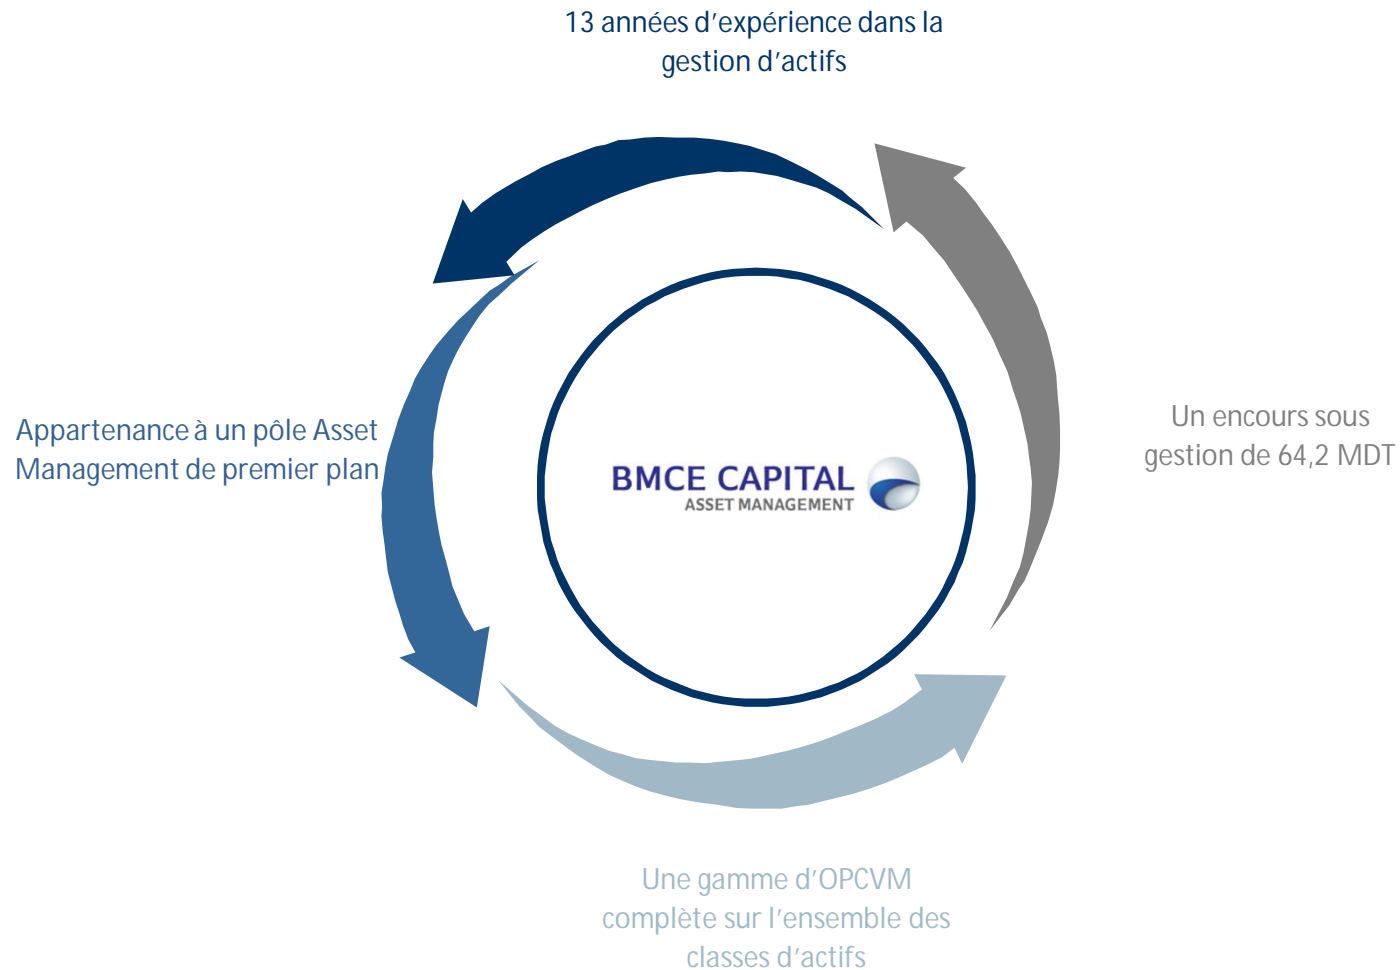 13 années d’expérience dans la
gestion d’actifs
Appartenance à un pôle Asset
Management de premier plan
BMCE CAPITAL
ASSET MANAGEMENT
Un encours sous
gestion de 64,2 MDT
Une gamme d’OPCVM
complète sur l’ensemble des
classes d’actifs